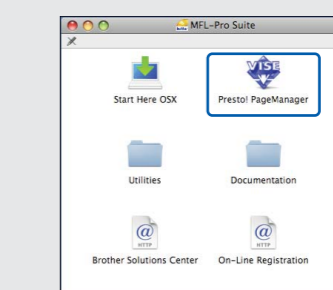 MFL-Pro Suite
VISE
Start Here OSX
Presto! PageManager
Utilities
Documentation
@
HTTP
@
HTTP
Brother Solutions Center
On-Line Registration